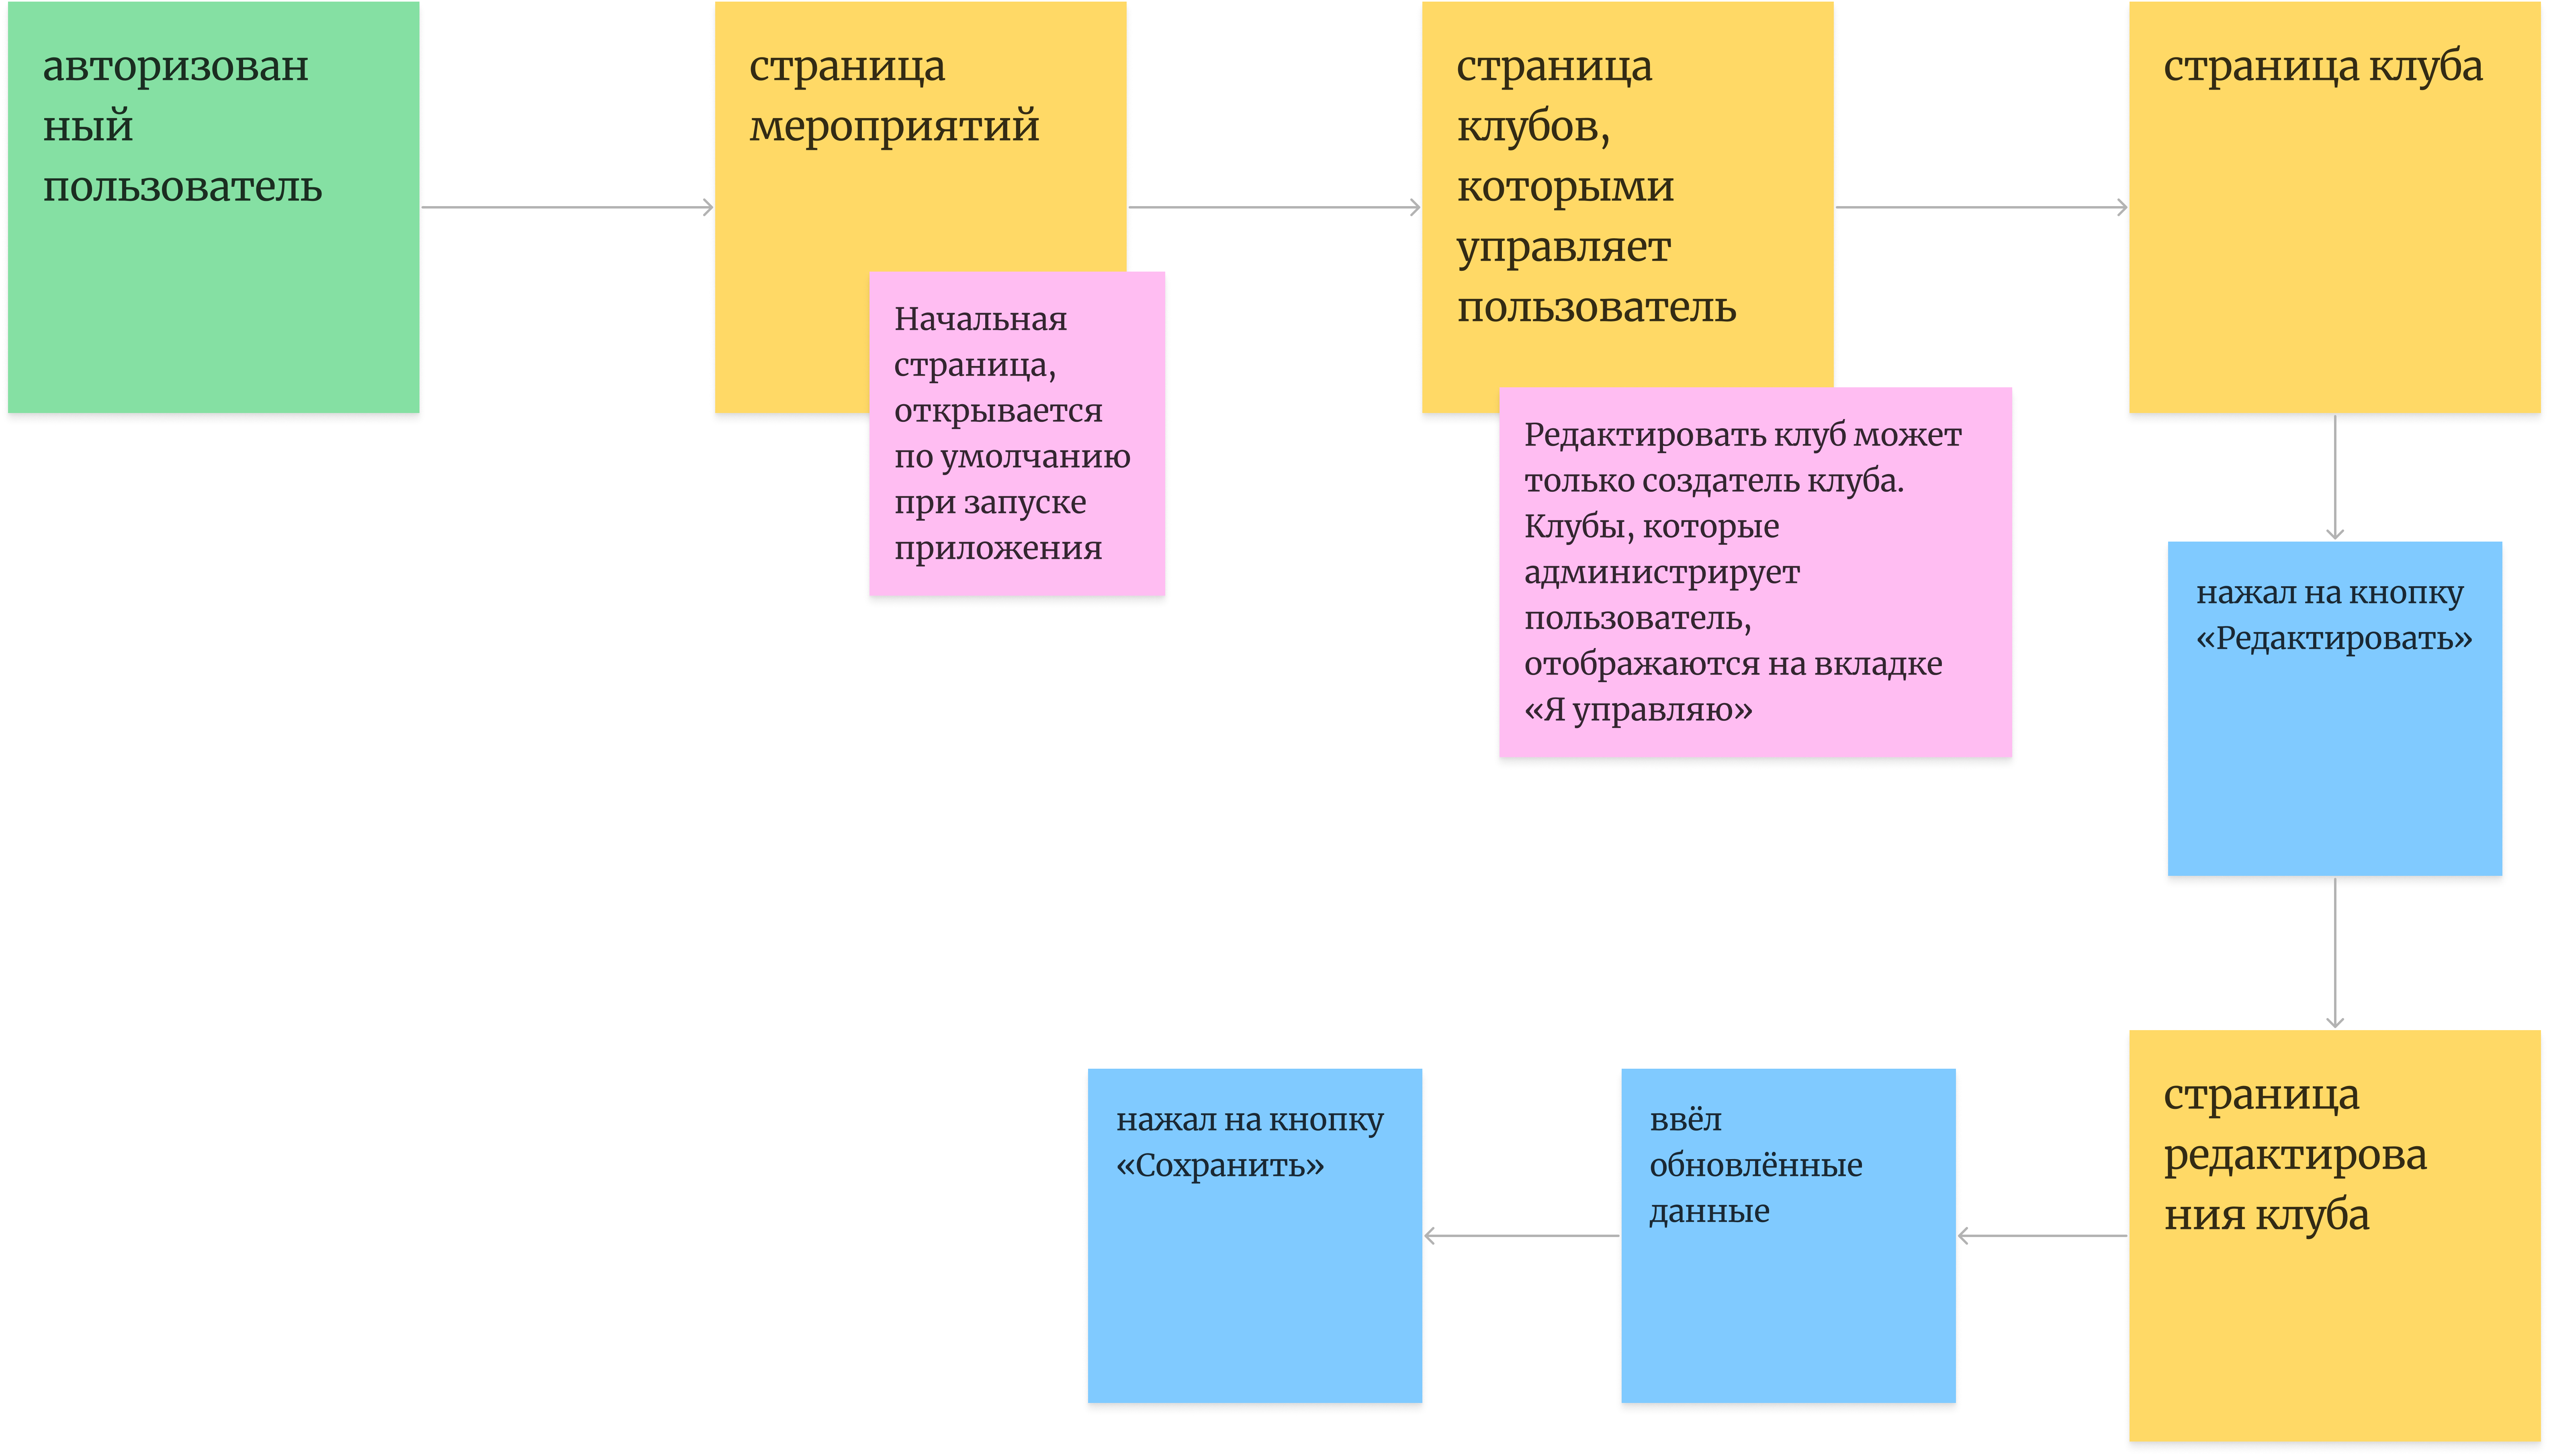 авторизован
ный
пользователь
страница
мероприятий
Начальная
страница,
открывается
по умолчанию
при запуске
приложения
страница
клубов,
которыми
управляет
пользователь
Редактировать клуб может
только создатель клуба.
Клубы, которые
администрирует
пользователь,
отображаются на вкладке
«Я управляю»
страница клуба
нажал на кнопку
«Редактировать»
страница
редактирова
ния клуба
ввёл
обновлённые
данные
нажал на кнопку
«Сохранить»